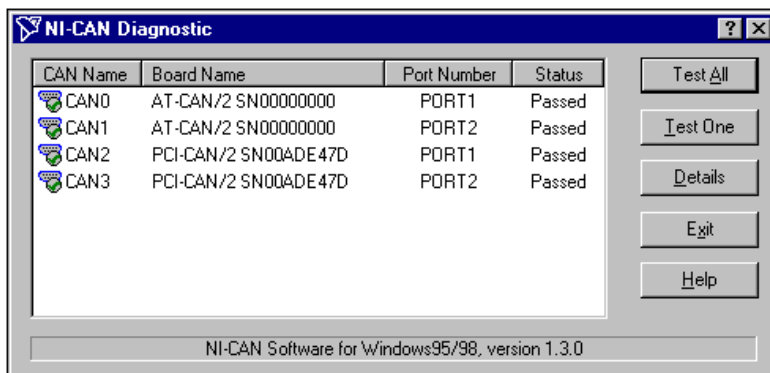 NI-CAN Diagnostic
CAN Name Board Name Port Number Status
CAN0 AT-CAN/2 SN00000000 PORT1 Passed
CAN1 AT-CAN/2 SN00000000 PORT2 Passed
CAN2 PCI-CAN/2 SN00ADE47D PORT1 Passed
CAN3 PCI-CAN/2 SN00ADE47D PORT2 Passed
Test All
Test One
Details
Exit
Help
NI-CAN Software for Windows95/98, version 1.3.0